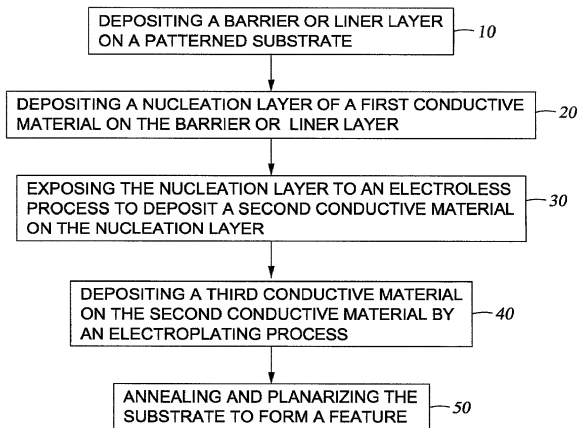 DEPOSITING A BARRIER OR LINER LAYER
ON A PATTERNED SUBSTRATE
10
DEPOSITING A NUCLEATION LAYER OF A FIRST CONDUCTIVE
MATERIAL ON THE BARRIER OR LINER LAYER
20
EXPOSING THE NUCLEATION LAYER TO AN ELECTROLESS
PROCESS TO DEPOSIT A SECOND CONDUCTIVE MATERIAL
ON THE NUCLEATION LAYER
30
DEPOSITING A THIRD CONDUCTIVE MATERIAL
ON THE SECOND CONDUCTIVE MATERIAL BY
AN ELECTROPLATING PROCESS
40
ANNEALING AND PLANARIZING THE
SUBSTRATE TO FORM A FEATURE
50